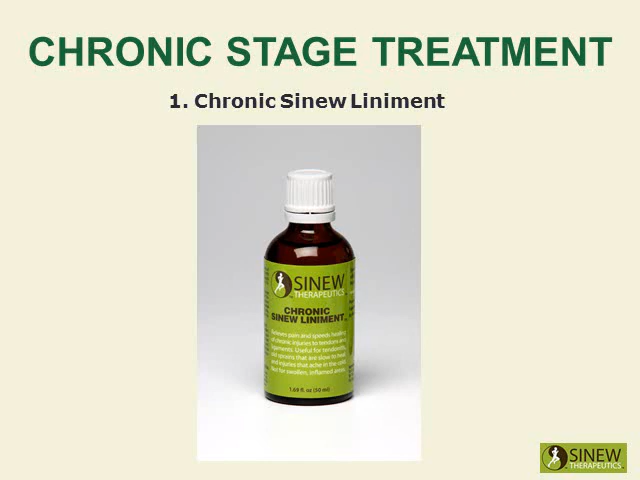 CHRONIC STAGE TREATMENT
1. Chronic Sinew Liniment
SINEW
THERAPEUTICS
CHRONIC
SINEW LINIMENT
Relieves pain and speeds healing
of chronic injuries to tendons and
ligaments. Useful for tendonitis,
old sprains that are slow to heal
and injuries that ache in the cold.
Not for swollen, inflamed areas.
1.69 fl. oz (50 ml)
SINEW
THERAPEUTICS